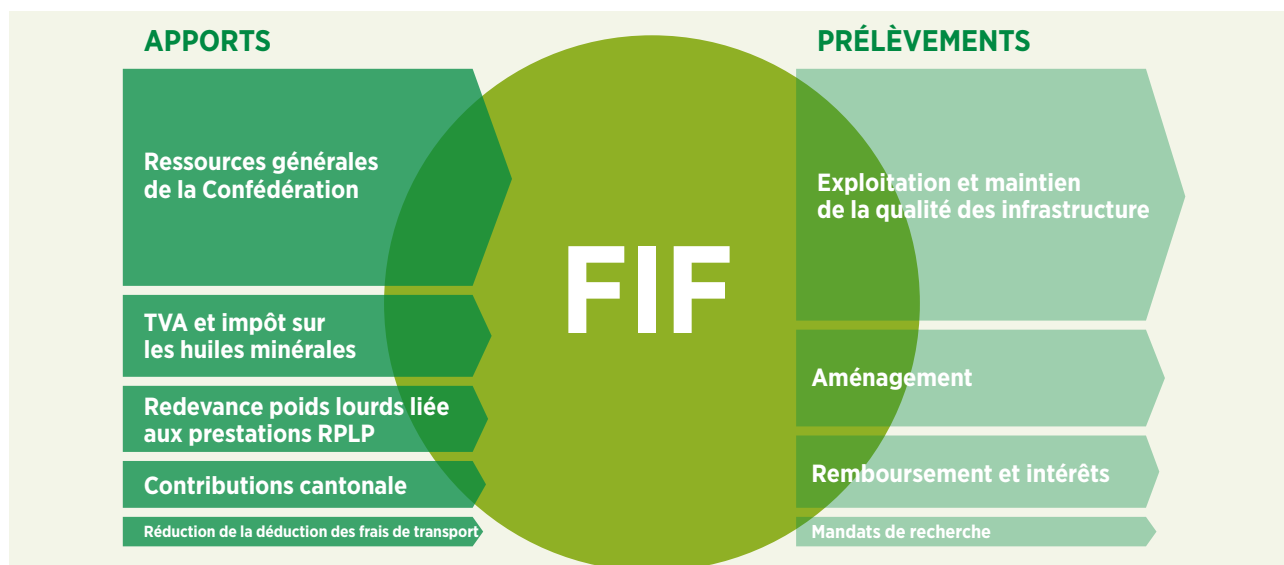 APPORTS
Ressources générales
de la Confédération
TVA et impôt sur
les huiles minérales
Redevance poids lourds liée
aux prestations RPLP
Contributions cantonale
Réduction de la déduction des frais de transport
FIF
PRÉLÈVEMENTS
Exploitation et maintien
de la qualité des infrastructure
Aménagement
Remboursement et intérêts
Mandats de recherche